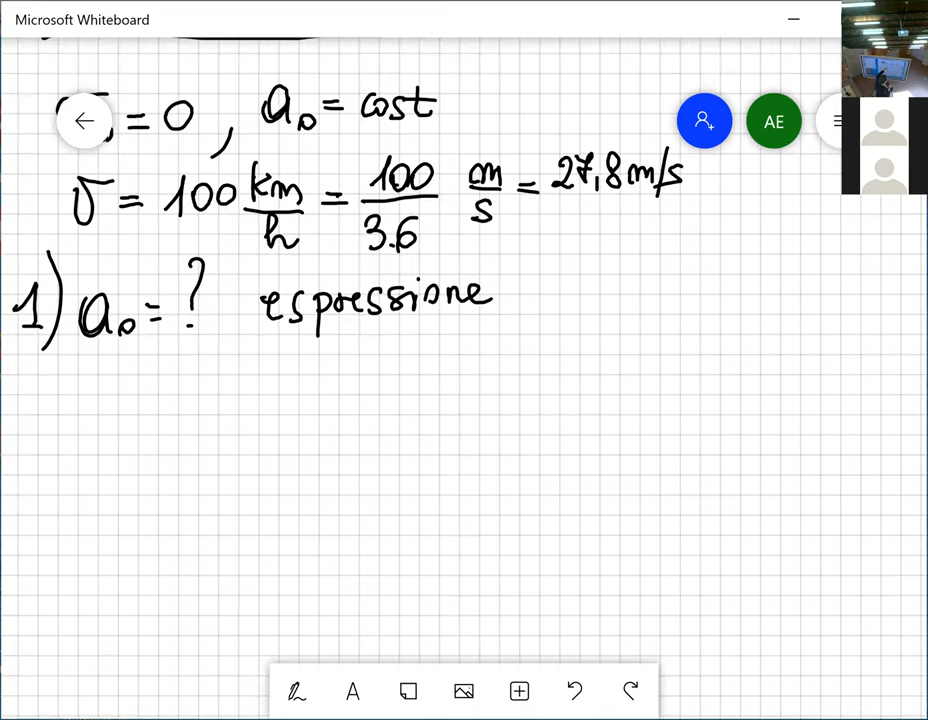 Microsoft Whiteboard
= 0 , a₀ = cost
v = 100 km/h = 100/3.6 m/s = 27,8 m/s
AE
1) a₀ = ? espressione